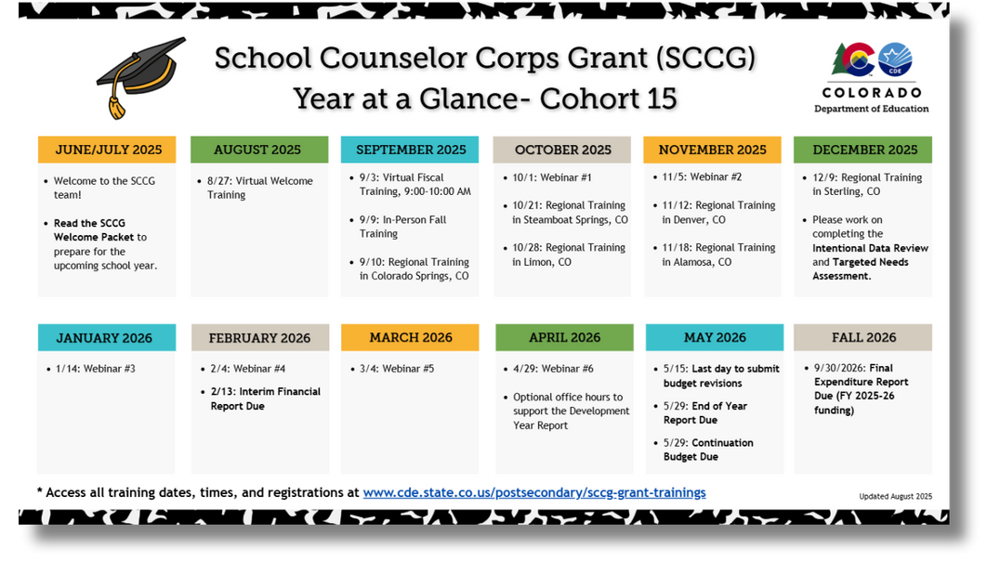 School Counselor Corps Grant (SCCG)
Year at a Glance- Cohort 15
CDE
COLORADO
Department of Education
JUNE/JULY 2025
• Welcome to the SCCG
team!
• Read the SCCG
Welcome Packet to
prepare for the
upcoming school year.
AUGUST 2025
• 8/27: Virtual Welcome
Training
SEPTEMBER 2025
• 9/3: Virtual Fiscal
Training, 9:00-10:00 AM
• 9/9: In-Person Fall
Training
• 9/10: Regional Training
in Colorado Springs, CO
OCTOBER 2025
• 10/1: Webinar #1
• 10/21: Regional Training
in Steamboat Springs, CO
• 10/28: Regional Training
in Limon, CO
NOVEMBER 2025
• 11/5: Webinar #2
• 11/12: Regional Training
in Denver, CO
• 11/18: Regional Training
in Alamosa, CO
DECEMBER 2025
• 12/9: Regional Training
in Sterling, CO
• Please work on
completing the
Intentional Data Review
and Targeted Needs
Assessment.
JANUARY 2026
• 1/14: Webinar #3
FEBRUARY 2026
• 2/4: Webinar #4
• 2/13: Interim Financial
Report Due
MARCH 2026
• 3/4: Webinar #5
APRIL 2026
• 4/29: Webinar #6
• Optional office hours to
support the Development
Year Report
MAY 2026
• 5/15: Last day to submit
budget revisions
• 5/29: End of Year
Report Due
• 5/29: Continuation
Budget Due
FALL 2026
• 9/30/2026: Final
Expenditure Report
Due (FY 2025-26
funding)
* Access all training dates, times, and registrations at www.cde.state.co.us/postsecondary/sccg-grant-trainings
Updated August 2025